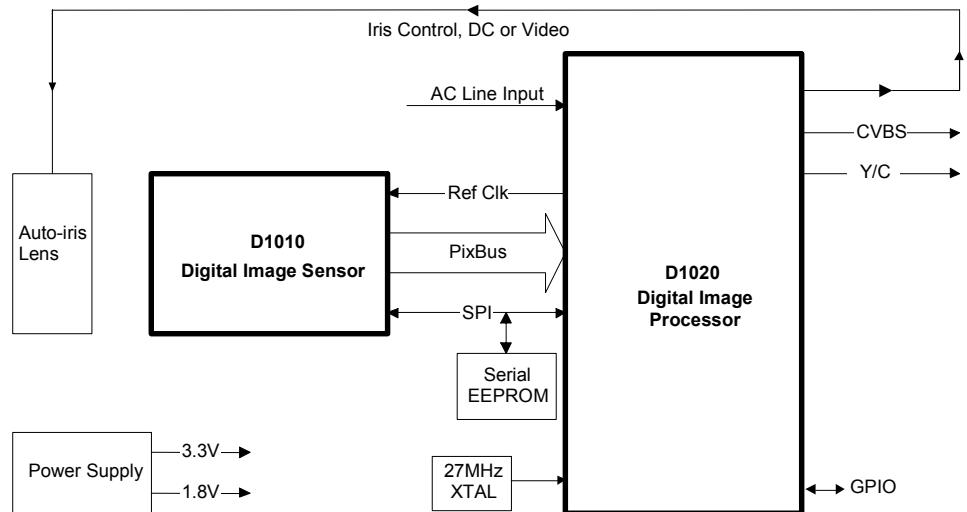 Iris Control, DC or Video
AC Line Input
CVBS
Y/C
Ref Clk
Auto-iris
Lens
D1010
Digital Image Sensor
PixBus
D1020
Digital Image
Processor
SPI
Serial
EEPROM
Power Supply
3.3V
1.8V
27MHz
XTAL
GPIO